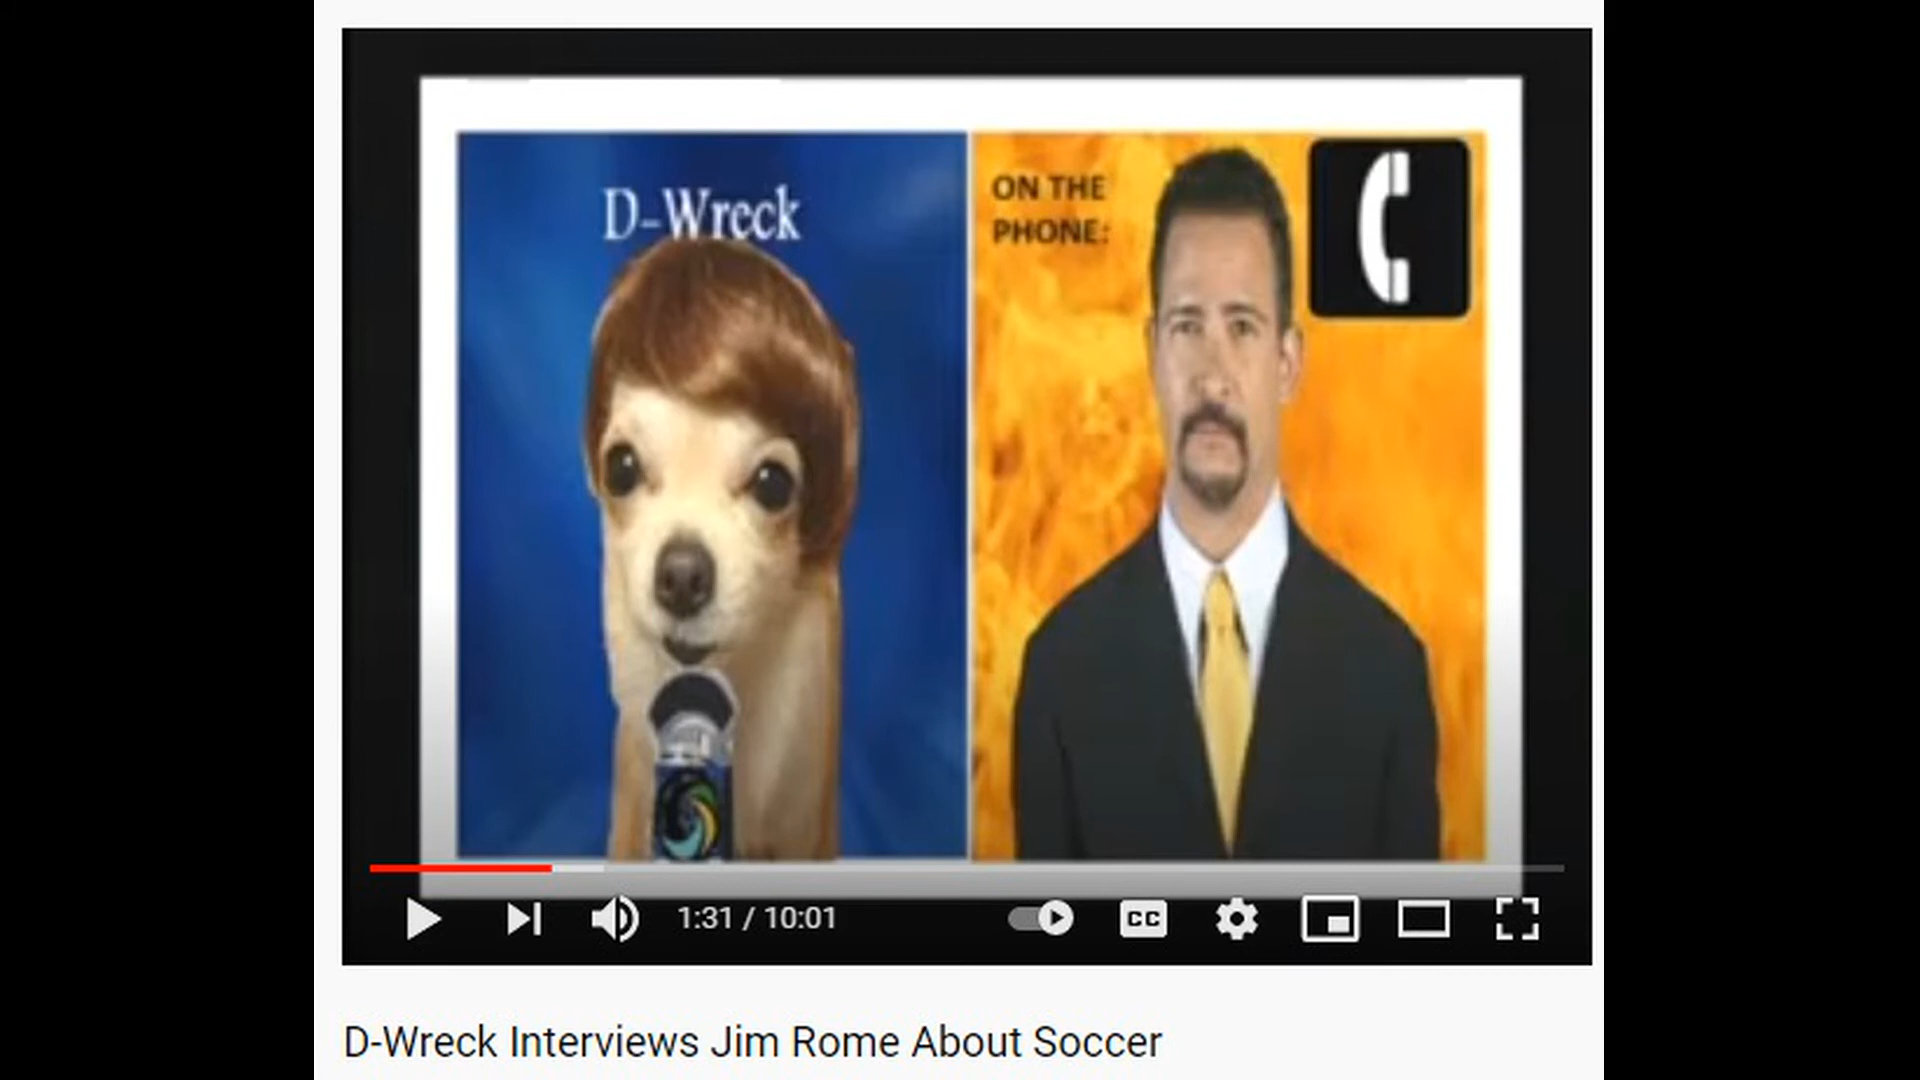 D-Wreck
ON THE
PHONE:
1:31 / 10:01
CC
D-Wreck Interviews Jim Rome About Soccer